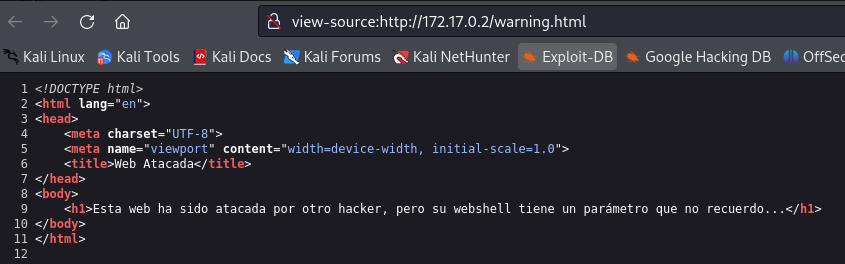 view-source:http://172.17.0.2/warning.html
Kali Linux Kali Tools Kali Docs Kali Forums Kali NetHunter Exploit-DB Google Hacking DB OffSec
1 <!DOCTYPE html>
2 <html lang="en">
3 <head>
4     <meta charset="UTF-8">
5     <meta name="viewport" content="width=device-width, initial-scale=1.0">
6     <title>Web Atacada</title>
7 </head>
8 <body>
9     <h1>Esta web ha sido atacada por otro hacker, pero su webshell tiene un parámetro que no recuerdo...</h1>
10 </body>
11 </html>
12